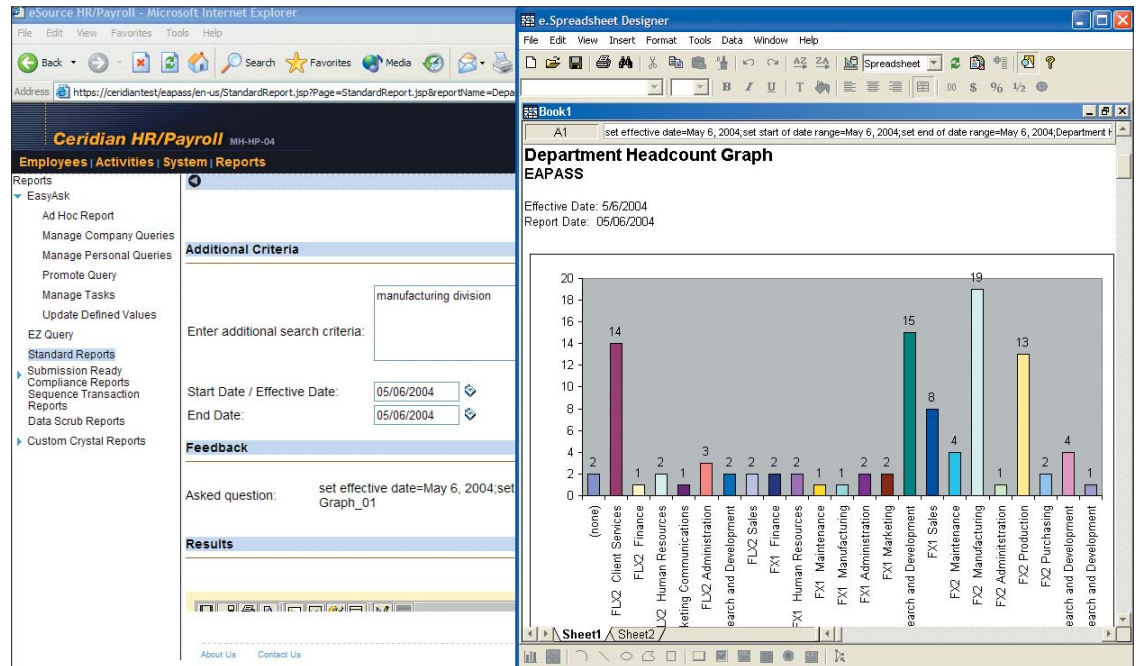 eSource HR/Payroll - Microsoft Internet Explorer
File Edit View Favorites Tools Help
Back Search Favorites Media
Address https://ceridiantest/eapass/en-us/StandardReport.jsp?Page=StandardReport.jsp&reportName=Depa
Ceridian HR/Payroll MH-HP-04
Employees | Activities | System | Reports
Reports
EasyAsk
Ad Hoc Report
Manage Company Queries
Manage Personal Queries
Promote Query
Manage Tasks
Update Defined Values
EZ Query
Standard Reports
Submission Ready
Compliance Reports
Sequence Transaction
Reports
Data Scrub Reports
Custom Crystal Reports
Additional Criteria
Enter additional search criteria:
manufacturing division
Start Date / Effective Date: 05/06/2004
End Date: 05/06/2004
Feedback
Asked question: set effective date=May 6, 2004;set
Graph_01
Results
About Us Contact Us
e.Spreadsheet Designer
File Edit View Insert Format Tools Data Window Help
Spreadsheet
B I U T .00 $ % ½
Book1
A1 set effective date=May 6, 2004;set start of date range=May 6, 2004;set end of date range=May 6, 2004;Department H
Department Headcount Graph
EAPASS
Effective Date: 5/6/2004
Report Date: 05/06/2004
20
18
16
14
12
10
8
6
4
2
0
2 14 1 2 1 3 2 2 2 2 1 1 2 2 15 8 4 19 1 13 2 4 1
(none)
FLX2 Client Services
FLX2 Finance
FLX2 Human Resources
keting Communications
FLX2 Administration
earch and Development
FLX2 Sales
FX1 Finance
FX1 Human Resources
FX1 Maintenance
FX1 Manufacturing
FX1 Administration
FX1 Marketing
earch and Development
FX1 Sales
FX2 Maintenance
FX2 Manufacturing
FX2 Adminitstration
FX2 Production
FX2 Purchasing
earch and Development
earch and Development
Sheet1 Sheet2